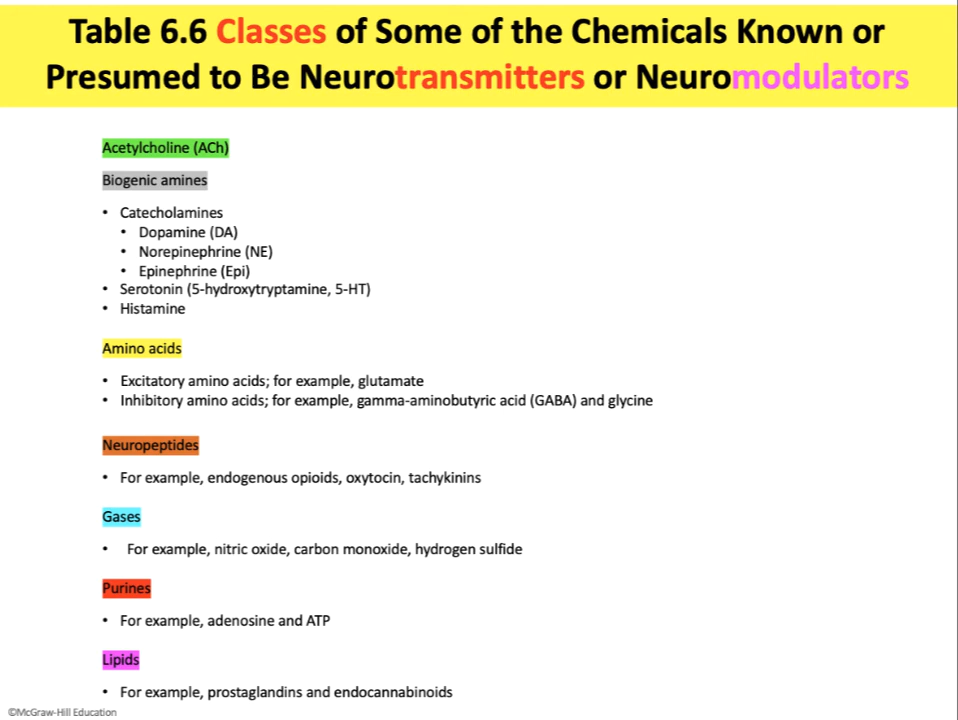 Table 6.6 Classes of Some of the Chemicals Known or
Presumed to Be Neurotransmitters or Neuromodulators
Acetylcholine (ACh)
Biogenic amines
• Catecholamines
• Dopamine (DA)
• Norepinephrine (NE)
• Epinephrine (Epi)
• Serotonin (5-hydroxytryptamine, 5-HT)
• Histamine
Amino acids
• Excitatory amino acids; for example, glutamate
• Inhibitory amino acids; for example, gamma-aminobutyric acid (GABA) and glycine
Neuropeptides
• For example, endogenous opioids, oxytocin, tachykinins
Gases
• For example, nitric oxide, carbon monoxide, hydrogen sulfide
Purines
• For example, adenosine and ATP
Lipids
• For example, prostaglandins and endocannabinoids
©McGraw-Hill Education